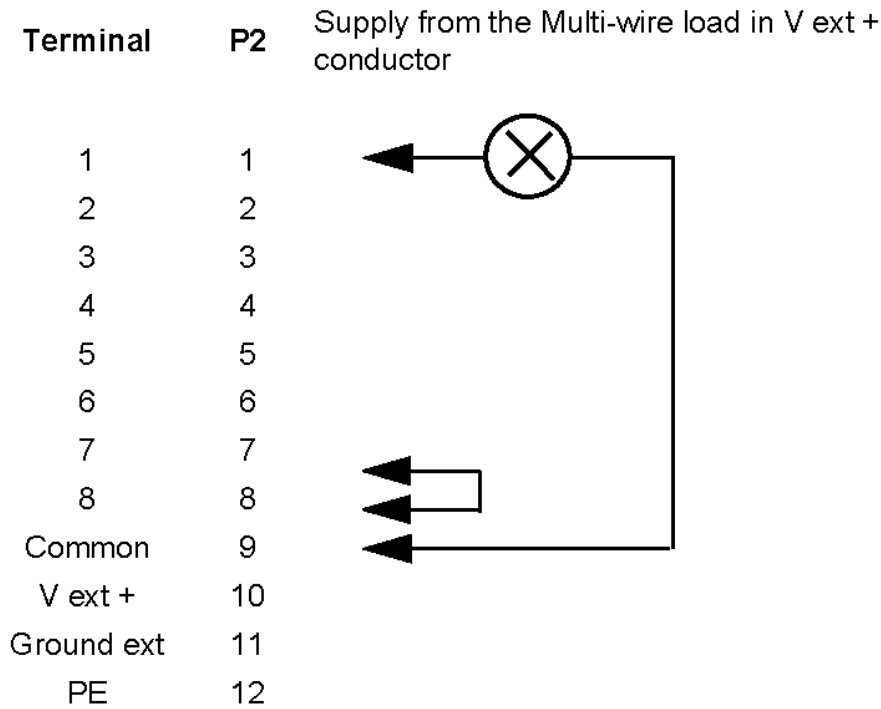 Terminal P2 Supply from the Multi-wire load in V ext +
conductor
1 1
2 2
3 3
4 4
5 5
6 6
7 7
8 8
Common 9
V ext + 10
Ground ext 11
PE 12